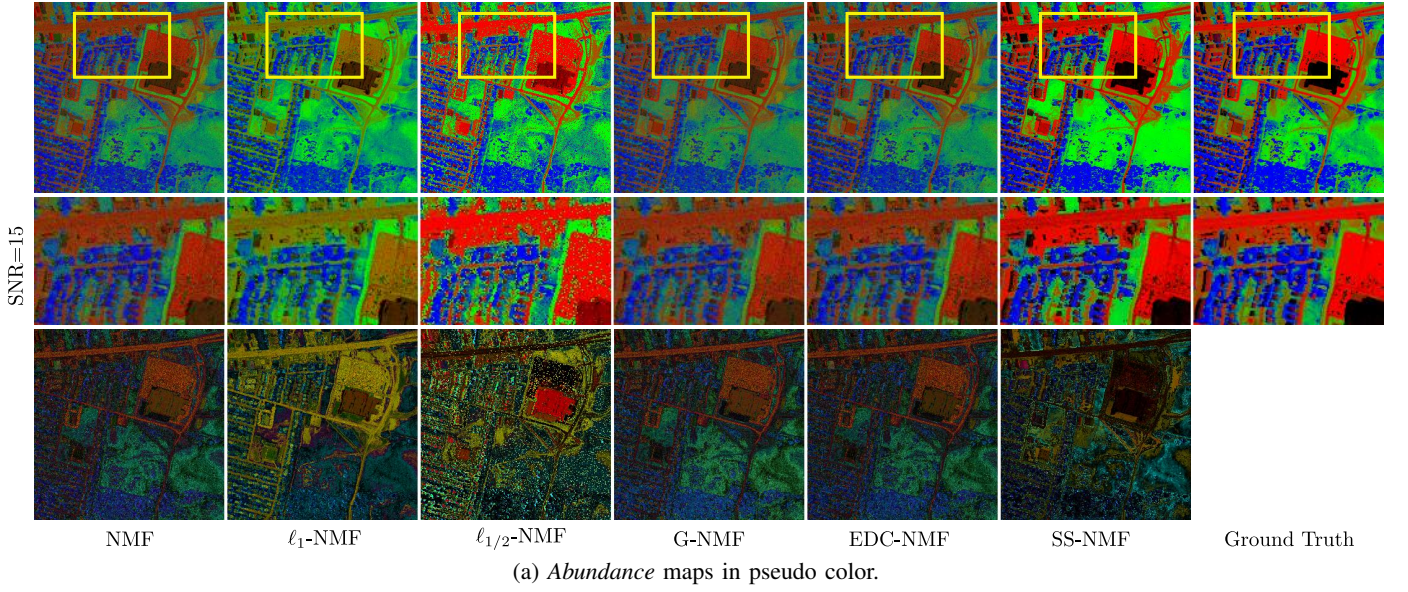 SNR=15
NMF
ℓ1-NMF
ℓ1/2-NMF
G-NMF
EDC-NMF
SS-NMF
Ground Truth
(a) Abundance maps in pseudo color.